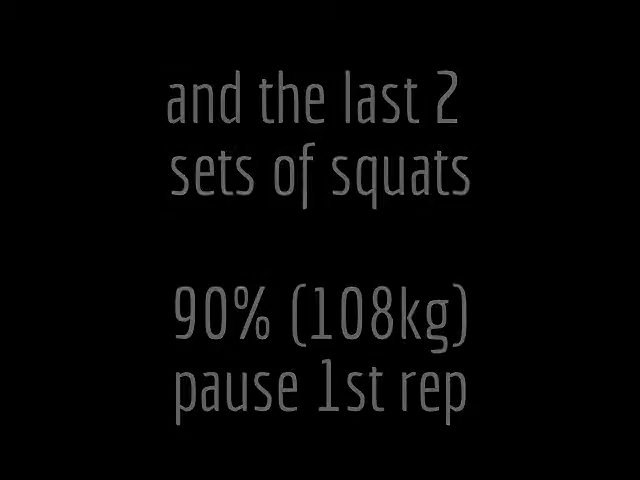 and the last 2
sets of squats
90% (108kg)
pause 1st rep